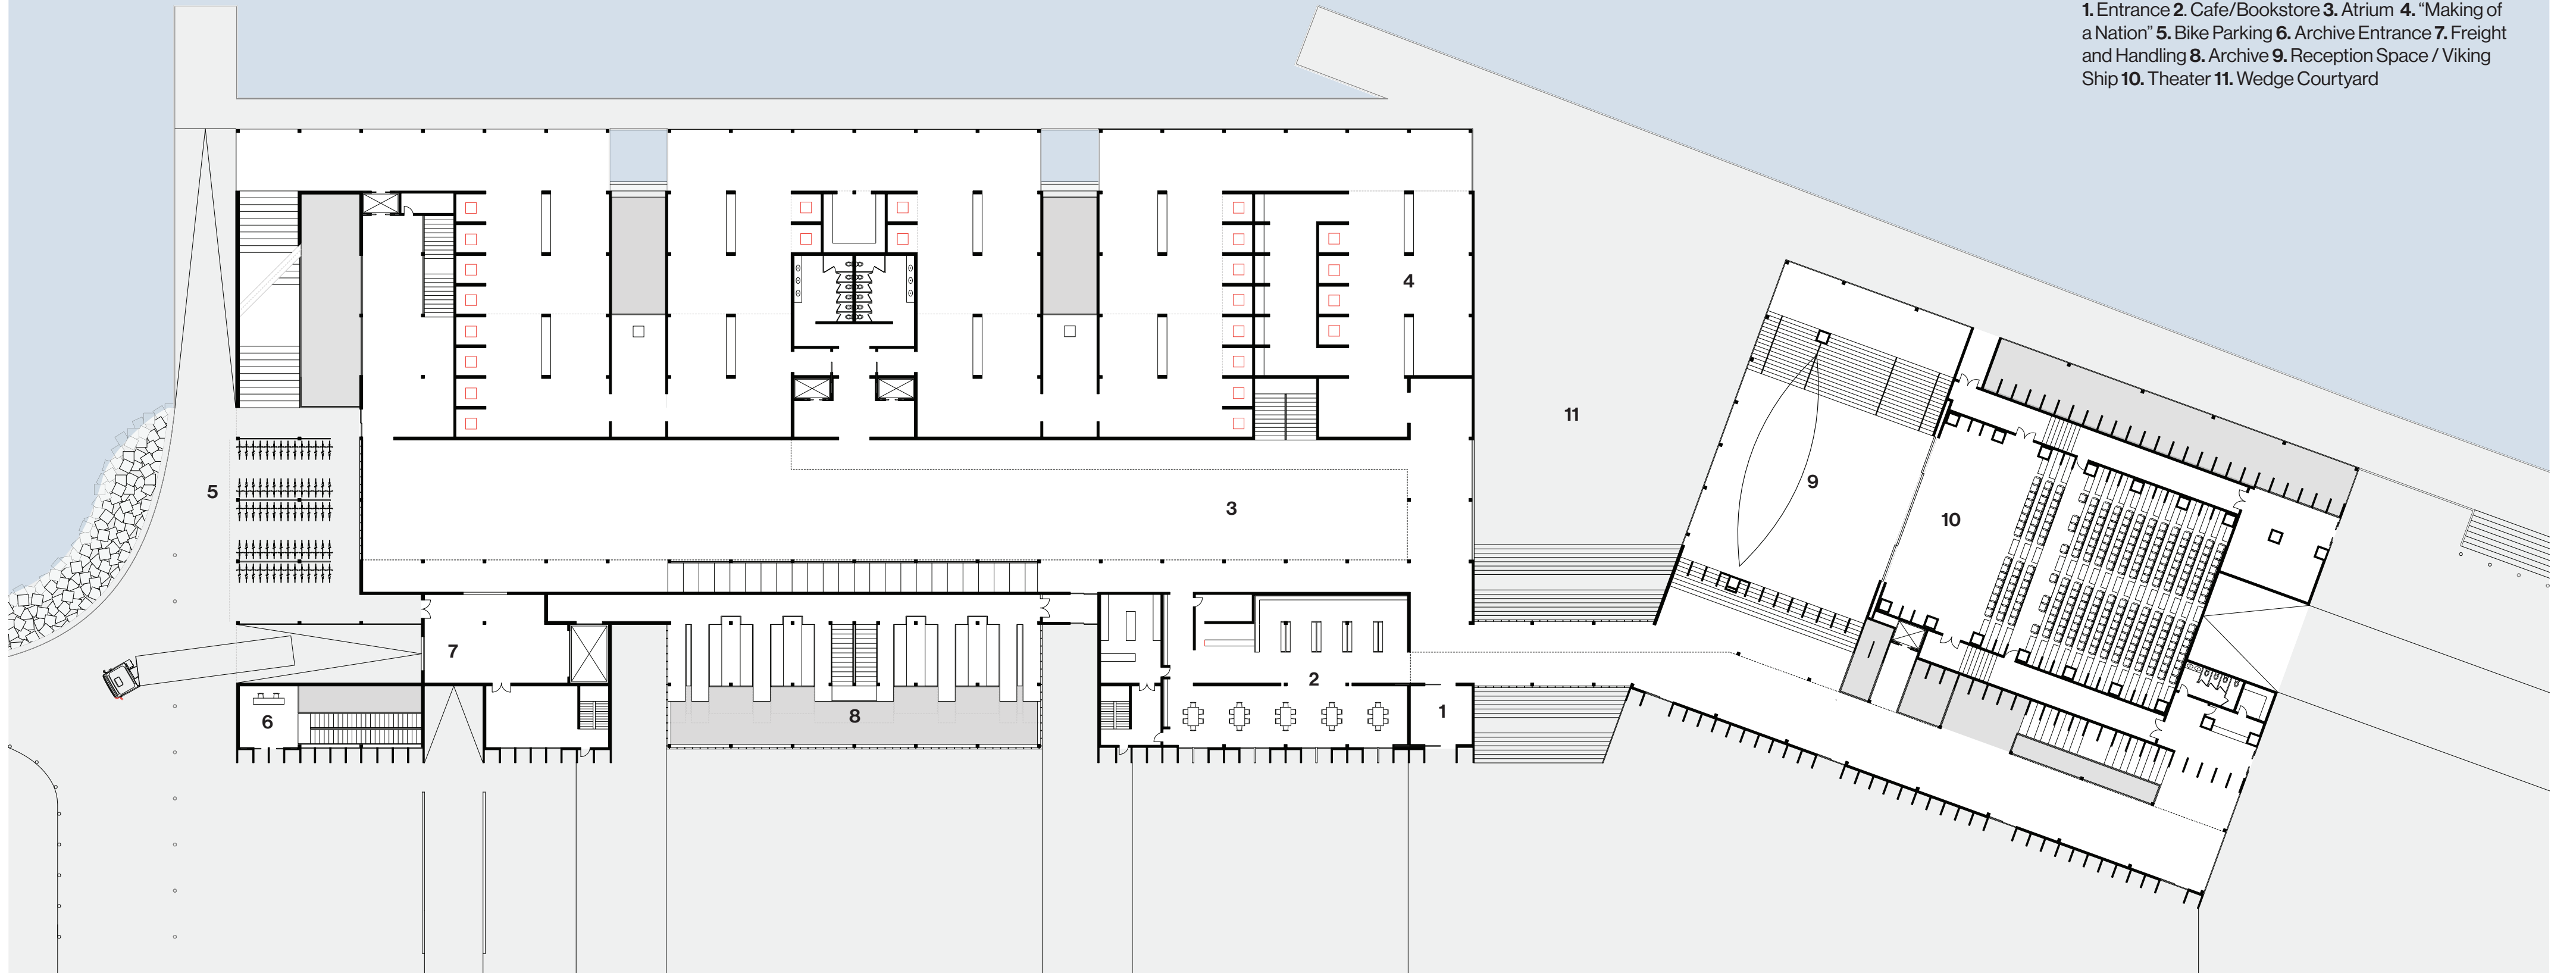 1. Entrance 2. Cafe/Bookstore 3. Atrium 4. “Making of
a Nation” 5. Bike Parking 6. Archive Entrance 7. Freight
and Handling 8. Archive 9. Reception Space / Viking
Ship 10. Theater 11. Wedge Courtyard
4
11
9
5
3
10
7
2
6
8
1